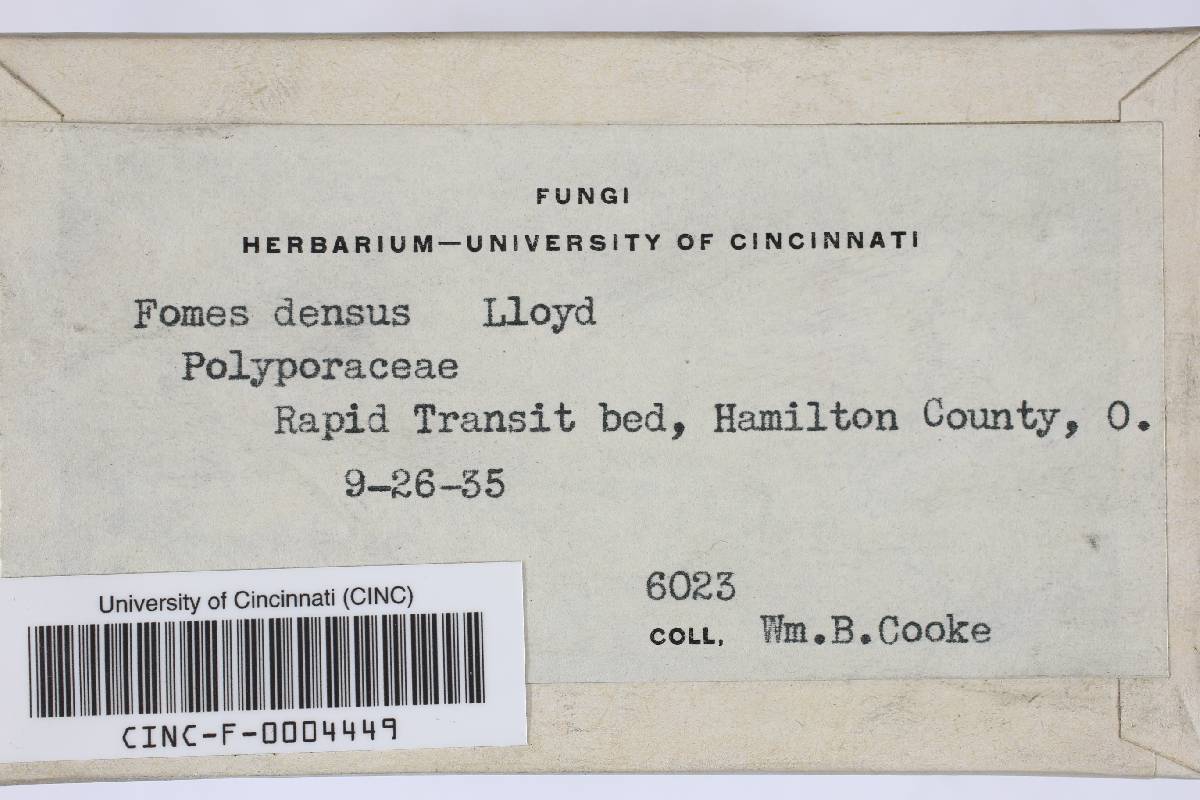 FUNGI
HERBARIUM—UNIVERSITY OF CINCINNATI
Fomes densus Lloyd
Polyporaceae
Rapid Transit bed, Hamilton County, O.
9-26-35
6023
COLL. Wm.B.Cooke
University of Cincinnati (CINC)
CINC-F-0004449